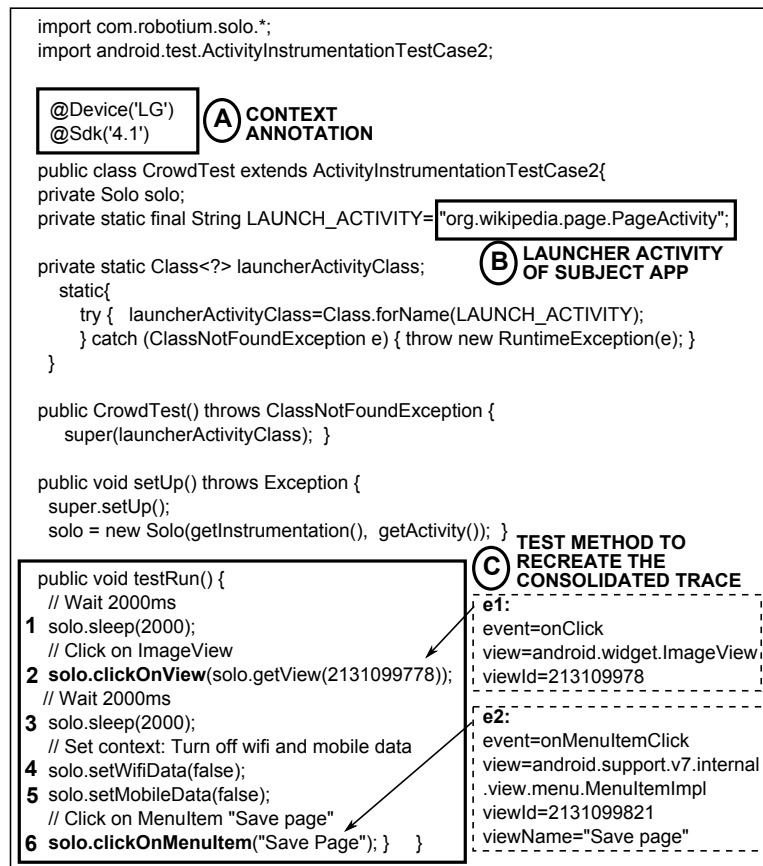 import com.robotium.solo.*;
import android.test.ActivityInstrumentationTestCase2;
@Device('LG')
@Sdk('4.1')
A CONTEXT
ANNOTATION
public class CrowdTest extends ActivityInstrumentationTestCase2{
private Solo solo;
private static final String LAUNCH_ACTIVITY= "org.wikipedia.page.PageActivity";
B LAUNCHER ACTIVITY
OF SUBJECT APP
private static Class<?> launcherActivityClass;
static{
try { launcherActivityClass=Class.forName(LAUNCH_ACTIVITY);
} catch (ClassNotFoundException e) { throw new RuntimeException(e); }
}
public CrowdTest() throws ClassNotFoundException {
super(launcherActivityClass); }
public void setUp() throws Exception {
super.setUp();
solo = new Solo(getInstrumentation(), getActivity()); }
C TEST METHOD TO
RECREATE THE
CONSOLIDATED TRACE
public void testRun() {
// Wait 2000ms
1 solo.sleep(2000);
// Click on ImageView
2 solo.clickOnView(solo.getView(2131099778));
// Wait 2000ms
3 solo.sleep(2000);
// Set context: Turn off wifi and mobile data
4 solo.setWifiData(false);
5 solo.setMobileData(false);
// Click on MenuItem "Save page"
6 solo.clickOnMenuItem("Save Page"); } }
e1:
event=onClick
view=android.widget.ImageView
viewId=213109978
e2:
event=onMenuItemClick
view=android.support.v7.internal
.view.menu.MenuItemImpl
viewId=2131099821
viewName="Save page"